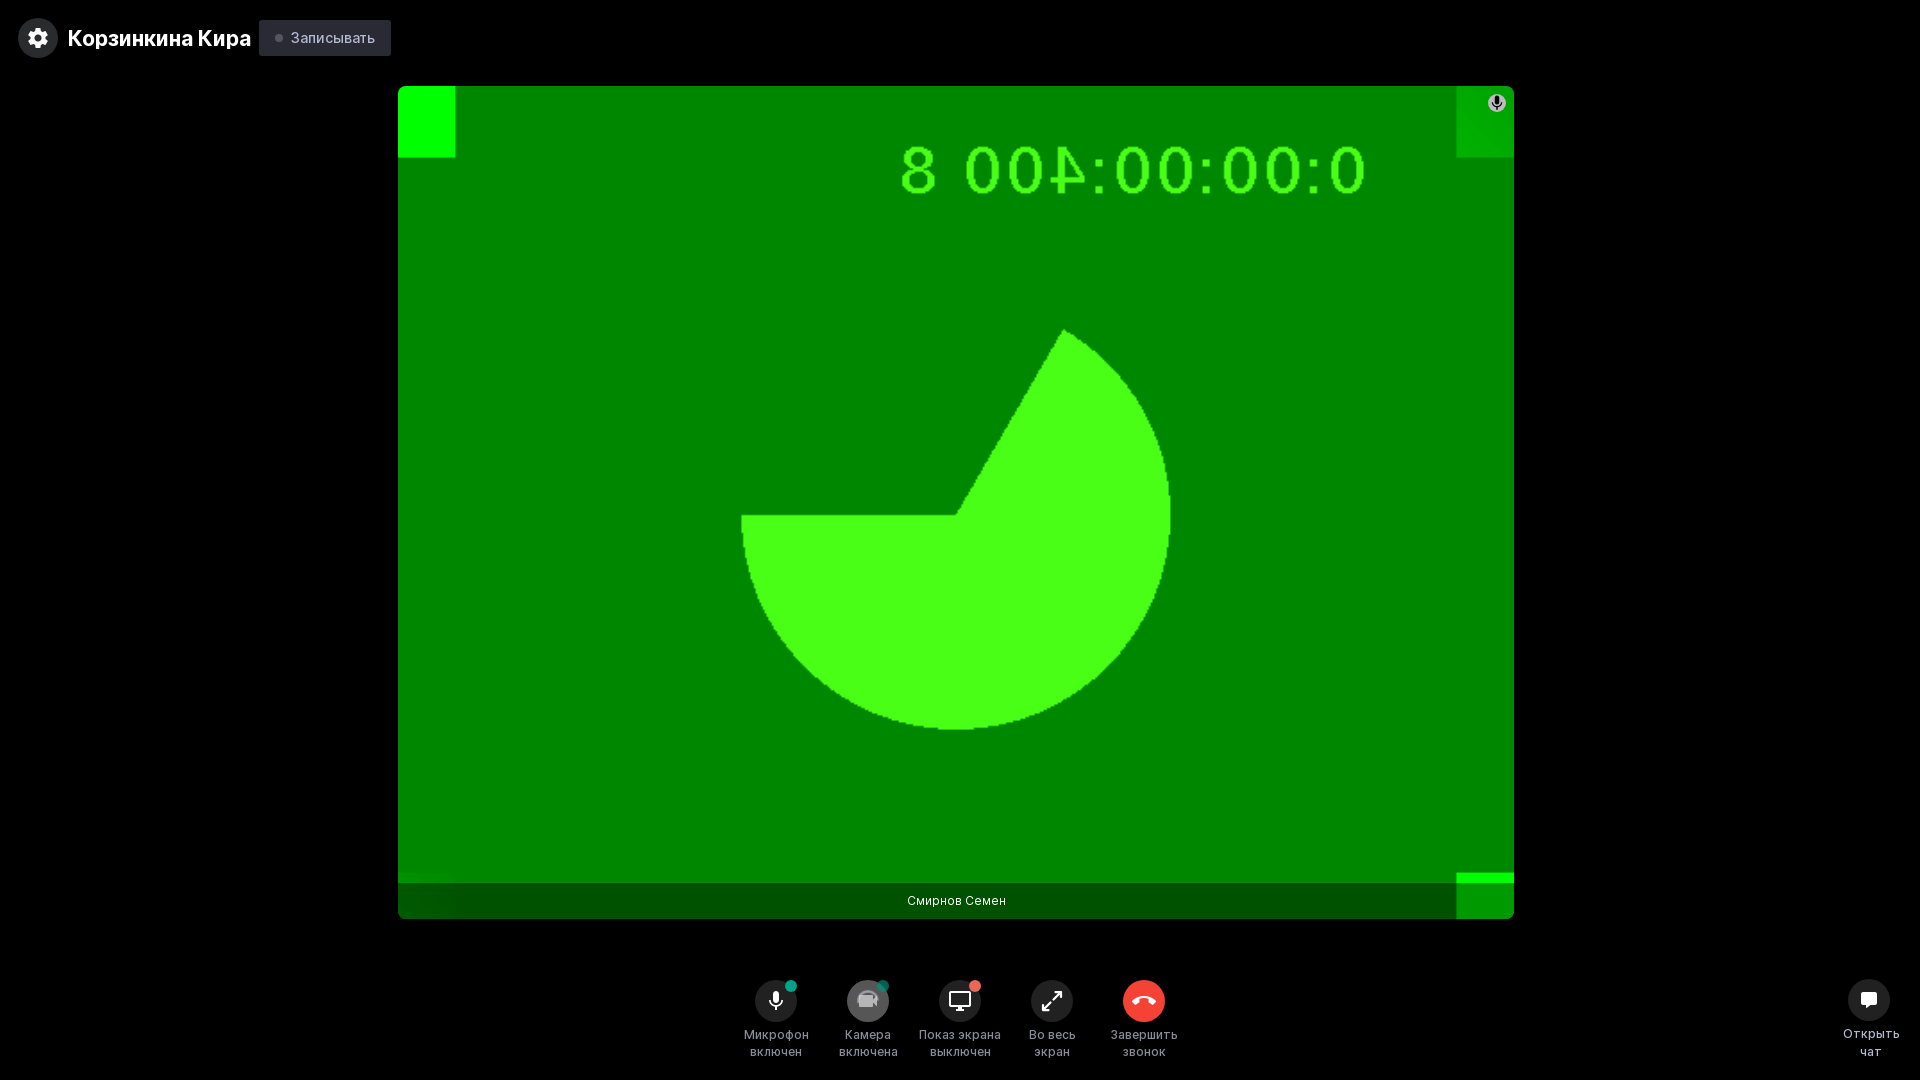 Корзинкина Кира
Записывать
0:00:00:400 8
Смирнов Семен
Микрофон
включен
Камера
включена
Показ экрана
выключен
Во весь
экран
Завершить
звонок
Открыть
чат